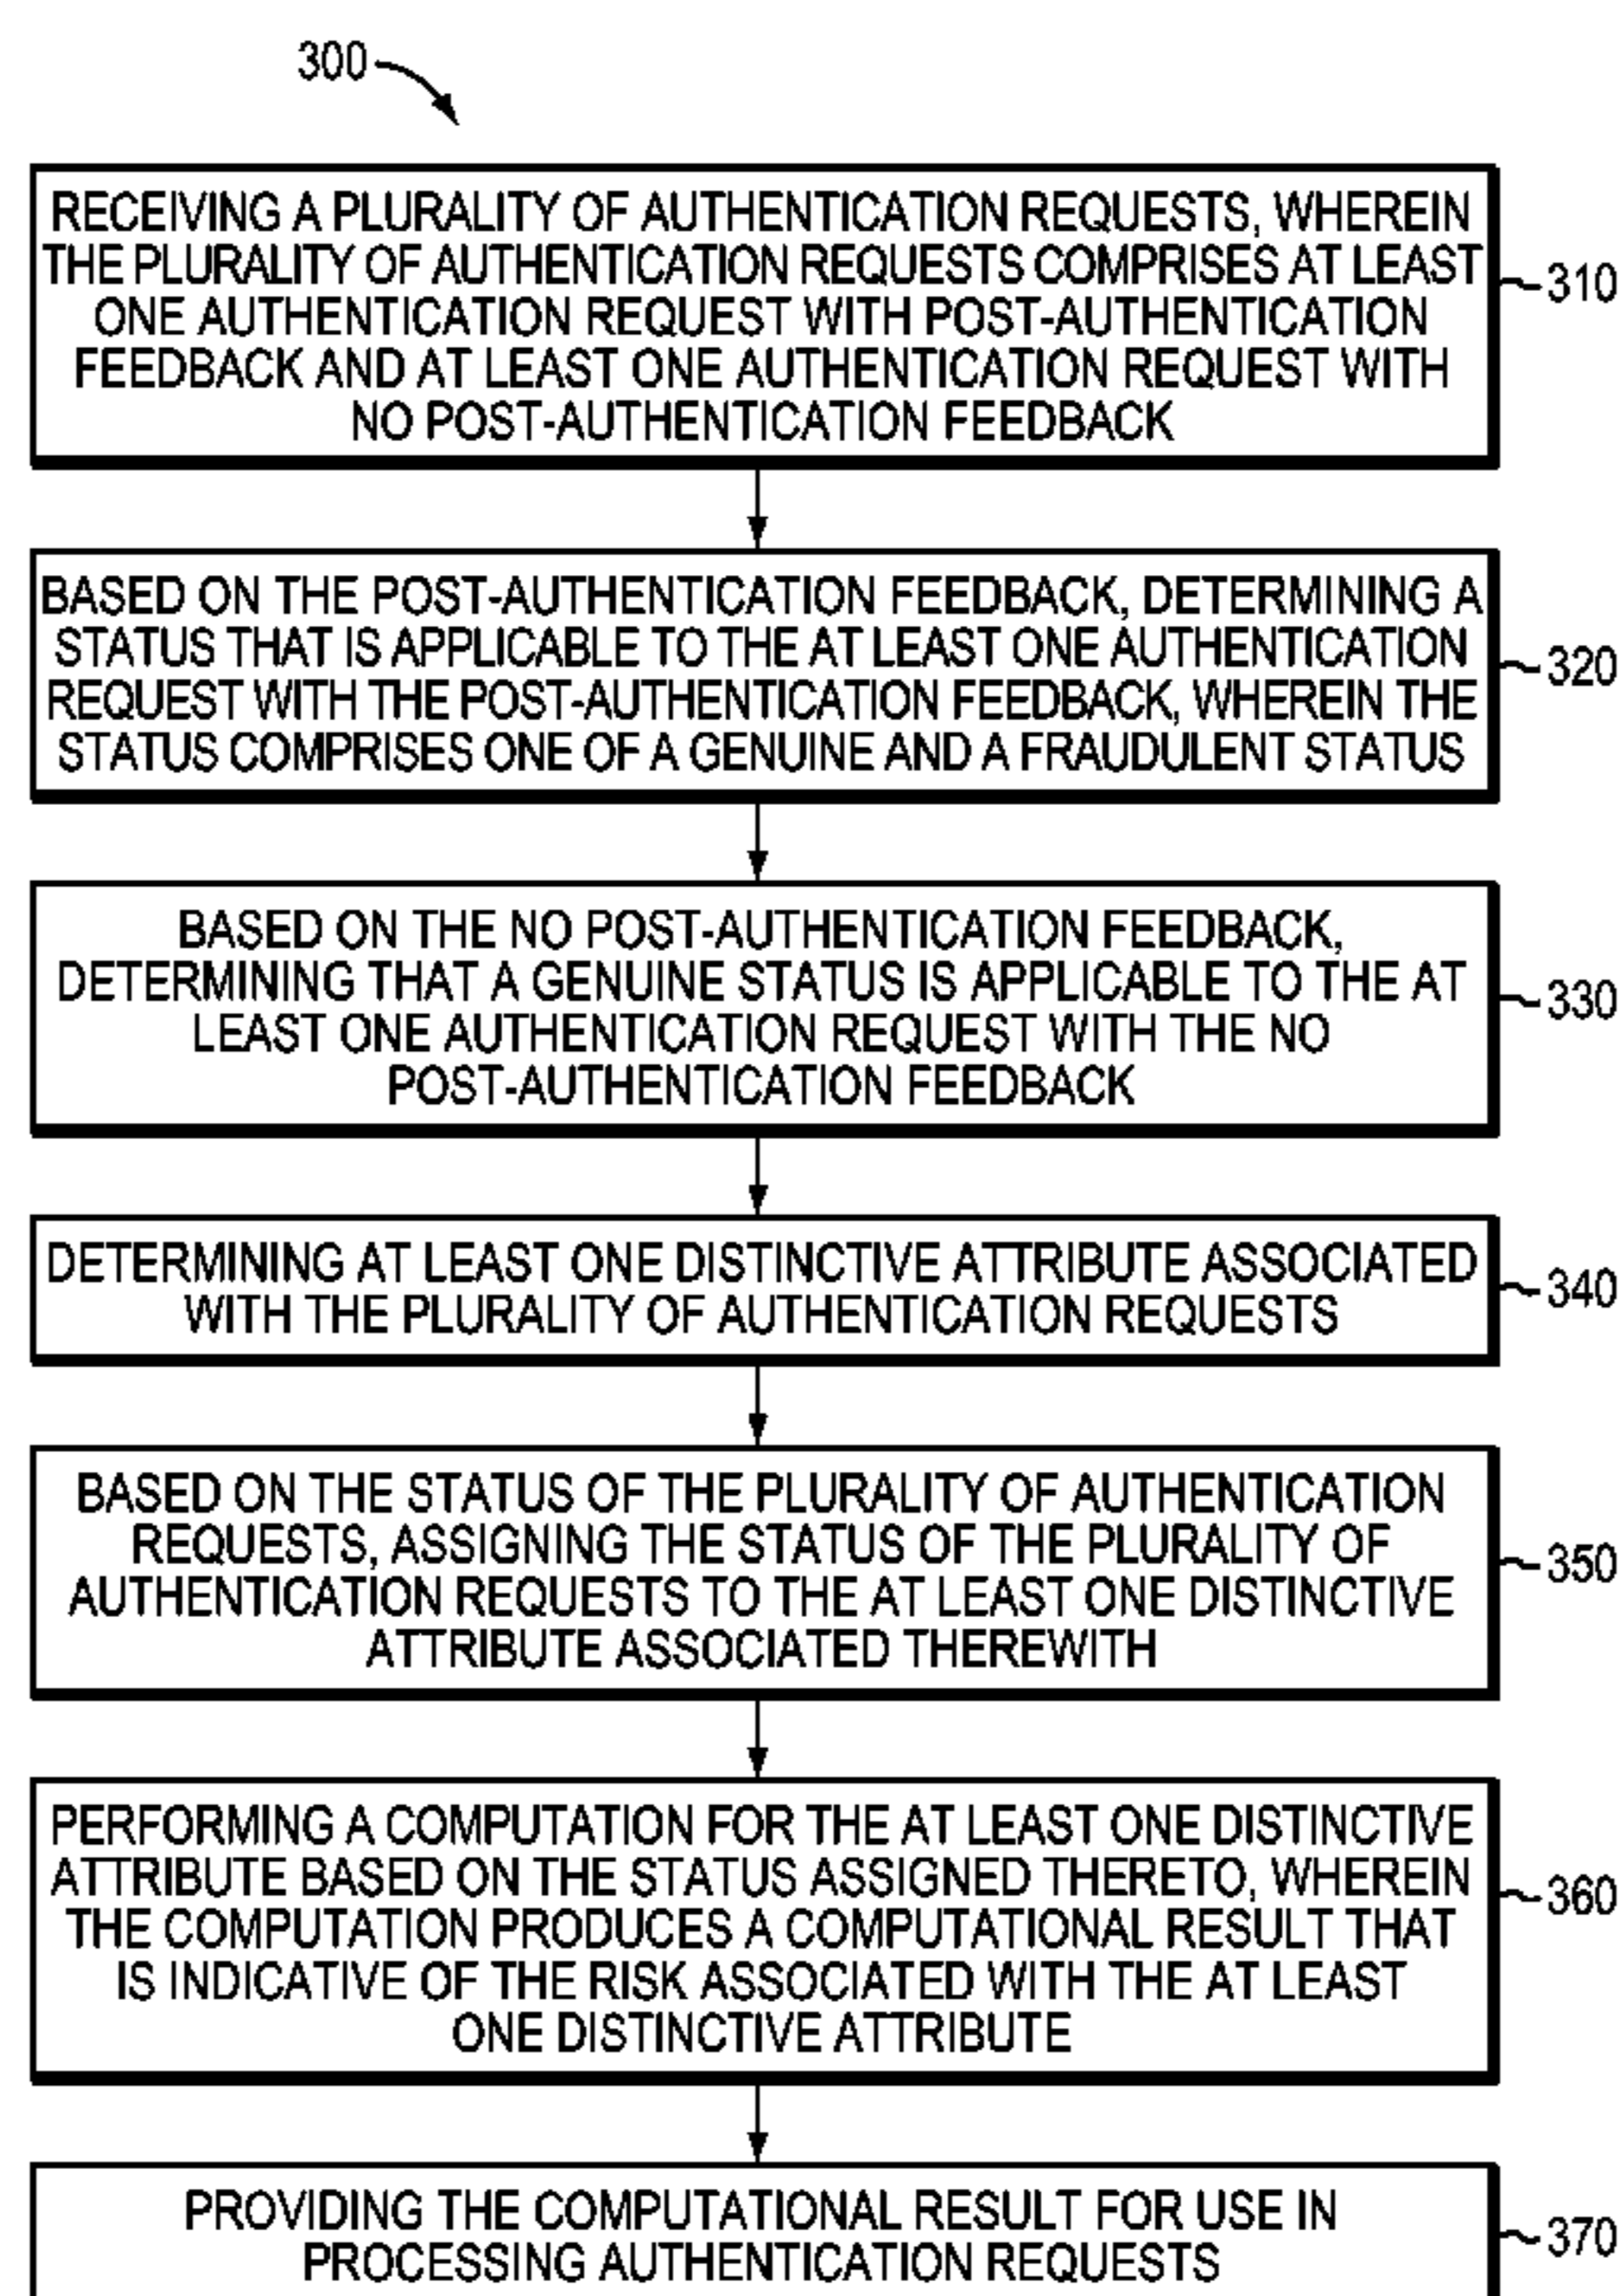 300
RECEIVING A PLURALITY OF AUTHENTICATION REQUESTS, WHEREIN
THE PLURALITY OF AUTHENTICATION REQUESTS COMPRISES AT LEAST
ONE AUTHENTICATION REQUEST WITH POST-AUTHENTICATION
FEEDBACK AND AT LEAST ONE AUTHENTICATION REQUEST WITH
NO POST-AUTHENTICATION FEEDBACK
310
BASED ON THE POST-AUTHENTICATION FEEDBACK, DETERMINING A
STATUS THAT IS APPLICABLE TO THE AT LEAST ONE AUTHENTICATION
REQUEST WITH THE POST-AUTHENTICATION FEEDBACK, WHEREIN THE
STATUS COMPRISES ONE OF A GENUINE AND A FRAUDULENT STATUS
320
BASED ON THE NO POST-AUTHENTICATION FEEDBACK,
DETERMINING THAT A GENUINE STATUS IS APPLICABLE TO THE AT
LEAST ONE AUTHENTICATION REQUEST WITH THE NO
POST-AUTHENTICATION FEEDBACK
330
DETERMINING AT LEAST ONE DISTINCTIVE ATTRIBUTE ASSOCIATED
WITH THE PLURALITY OF AUTHENTICATION REQUESTS
340
BASED ON THE STATUS OF THE PLURALITY OF AUTHENTICATION
REQUESTS, ASSIGNING THE STATUS OF THE PLURALITY OF
AUTHENTICATION REQUESTS TO THE AT LEAST ONE DISTINCTIVE
ATTRIBUTE ASSOCIATED THEREWITH
350
PERFORMING A COMPUTATION FOR THE AT LEAST ONE DISTINCTIVE
ATTRIBUTE BASED ON THE STATUS ASSIGNED THERETO, WHEREIN
THE COMPUTATION PRODUCES A COMPUTATIONAL RESULT THAT
IS INDICATIVE OF THE RISK ASSOCIATED WITH THE AT LEAST
ONE DISTINCTIVE ATTRIBUTE
360
PROVIDING THE COMPUTATIONAL RESULT FOR USE IN
PROCESSING AUTHENTICATION REQUESTS
370